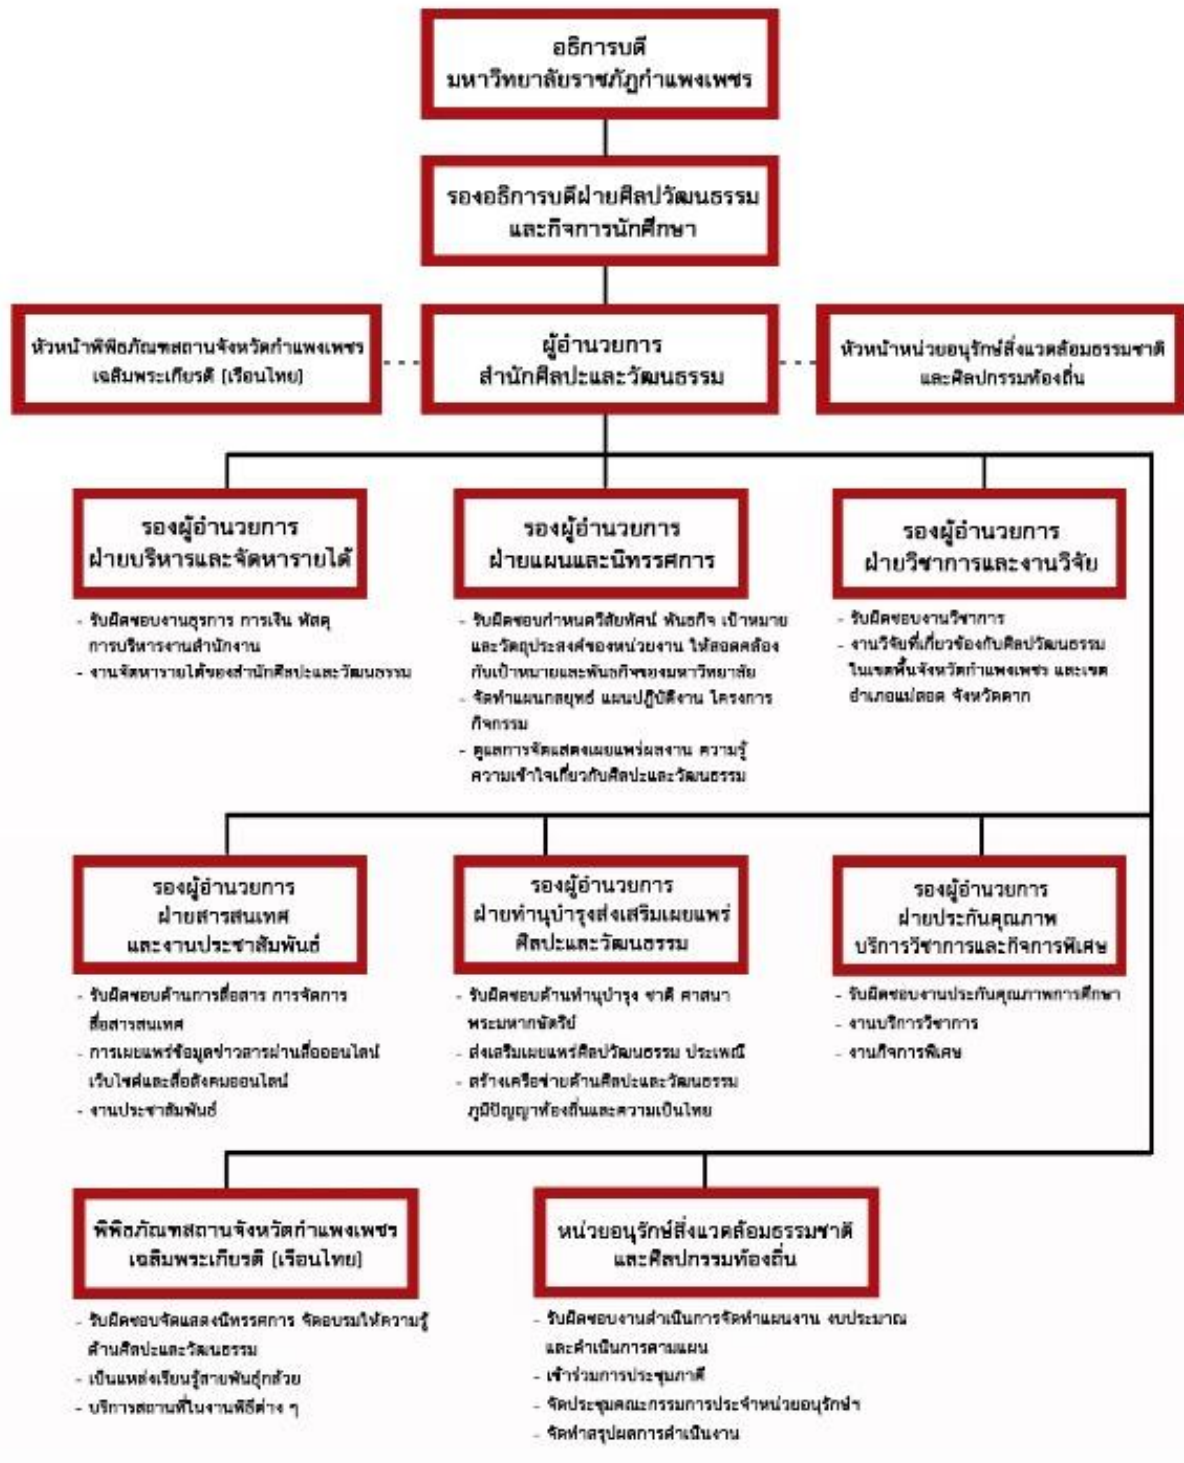 อธิการบดี
มหาวิทยาลัยราชภัฏกำแพงเพชร
รองอธิการบดีฝ่ายศิลปวัฒนธรรม
และกิจการนักศึกษา
หัวหน้าพิพิธภัณฑสถานจังหวัดกำแพงเพชร
เฉลิมพระเกียรติ (เรือนไทย)
ผู้อำนวยการ
สำนักศิลปะและวัฒนธรรม
หัวหน้าหน่วยอนุรักษ์สิ่งแวดล้อมธรรมชาติ
และศิลปกรรมท้องถิ่น
รองผู้อำนวยการ
ฝ่ายบริหารและจัดหารายได้
- รับผิดชอบงานธุรการ การเงิน พัสดุ
การบริหารงานสำนักงาน
- งานจัดหารายได้ของสำนักศิลปะและวัฒนธรรม
รองผู้อำนวยการ
ฝ่ายแผนและนิทรรศการ
- รับผิดชอบกำหนดวิสัยทัศน์ พันธกิจ เป้าหมาย
และวัตถุประสงค์ของหน่วยงาน ให้สอดคล้อง
กับเป้าหมายและพันธกิจของมหาวิทยาลัย
- จัดทำแผนกลยุทธ์ แผนปฏิบัติงาน โครงการ
กิจกรรม
- ดูแลการจัดแสดงเผยแพร่ผลงาน ความรู้
ความเข้าใจเกี่ยวกับศิลปะและวัฒนธรรม
รองผู้อำนวยการ
ฝ่ายวิชาการและงานวิจัย
- รับผิดชอบงานวิชาการ
- งานวิจัยที่เกี่ยวข้องกับศิลปวัฒนธรรม
ในเขตพื้นจังหวัดกำแพงเพชร และเขต
อำเภอแม่สอด จังหวัดตาก
รองผู้อำนวยการ
ฝ่ายสารสนเทศ
และงานประชาสัมพันธ์
- รับผิดชอบด้านการสื่อสาร การจัดการ
สื่อสารสนเทศ
- การเผยแพร่ข้อมูลข่าวสารผ่านสื่อออนไลน์
เว็บไซต์และสื่อสังคมออนไลน์
- งานประชาสัมพันธ์
รองผู้อำนวยการ
ฝ่ายทำนุบำรุงส่งเสริมเผยแพร่
ศิลปะและวัฒนธรรม
- รับผิดชอบด้านทำนุบำรุง ชาติ ศาสนา
พระมหากษัตริย์
- ส่งเสริมเผยแพร่ศิลปวัฒนธรรม ประเพณี
- สร้างเครือข่ายด้านศิลปะและวัฒนธรรม
ภูมิปัญญาท้องถิ่นและความเป็นไทย
รองผู้อำนวยการ
ฝ่ายประกันคุณภาพ
บริการวิชาการและกิจการพิเศษ
- รับผิดชอบงานประกันคุณภาพการศึกษา
- งานบริการวิชาการ
- งานกิจการพิเศษ
พิพิธภัณฑสถานจังหวัดกำแพงเพชร
เฉลิมพระเกียรติ (เรือนไทย)
- รับผิดชอบจัดแสดงนิทรรศการ จัดอบรมให้ความรู้
ด้านศิลปะและวัฒนธรรม
- เป็นแหล่งเรียนรู้สายพันธุ์กล้วย
- บริการสถานที่ในงานพิธีต่าง ๆ
หน่วยอนุรักษ์สิ่งแวดล้อมธรรมชาติ
และศิลปกรรมท้องถิ่น
- รับผิดชอบงานดำเนินการจัดทำแผนงาน งบประมาณ
และดำเนินการตามแผน
- เข้าร่วมการประชุมภาคี
- จัดประชุมคณะกรรมการประจำหน่วยอนุรักษ์ฯ
- จัดทำสรุปผลการดำเนินงาน